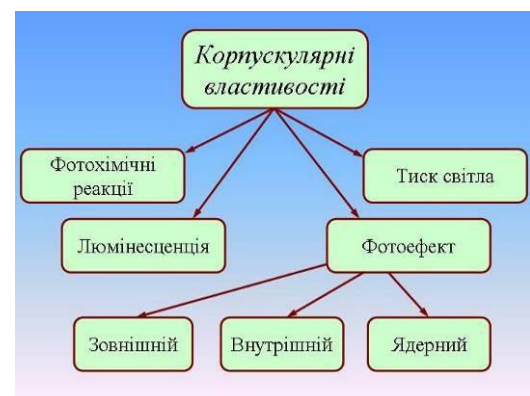 Корпускулярні
властивості
Фотохімічні
реакції
Тиск світла
Люмінесценція
Фотоефект
Зовнішній
Внутрішній
Ядерний